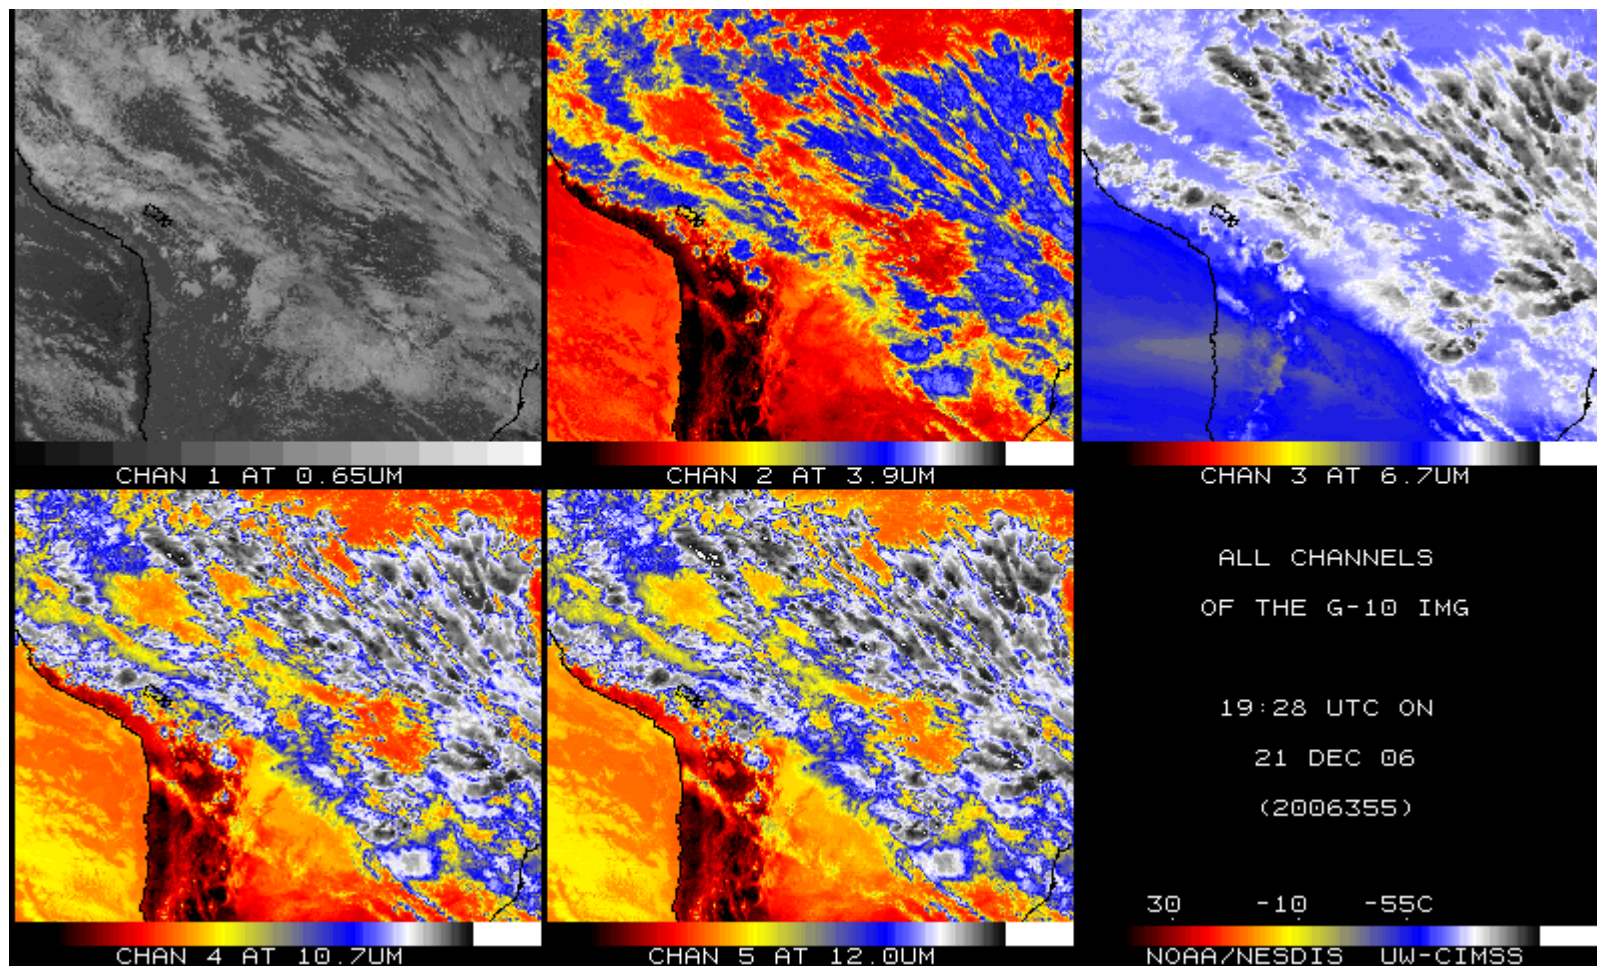 CHAN 1 AT 0.65UM
CHAN 2 AT 3.9UM
CHAN 3 AT 6.7UM
ALL CHANNELS
OF THE G-10 IMG
19:28 UTC ON
21 DEC 06
(2006355)
30 -10 -55C
CHAN 4 AT 10.7UM
CHAN 5 AT 12.0UM
NOAA/NESDIS UW-CIMSS